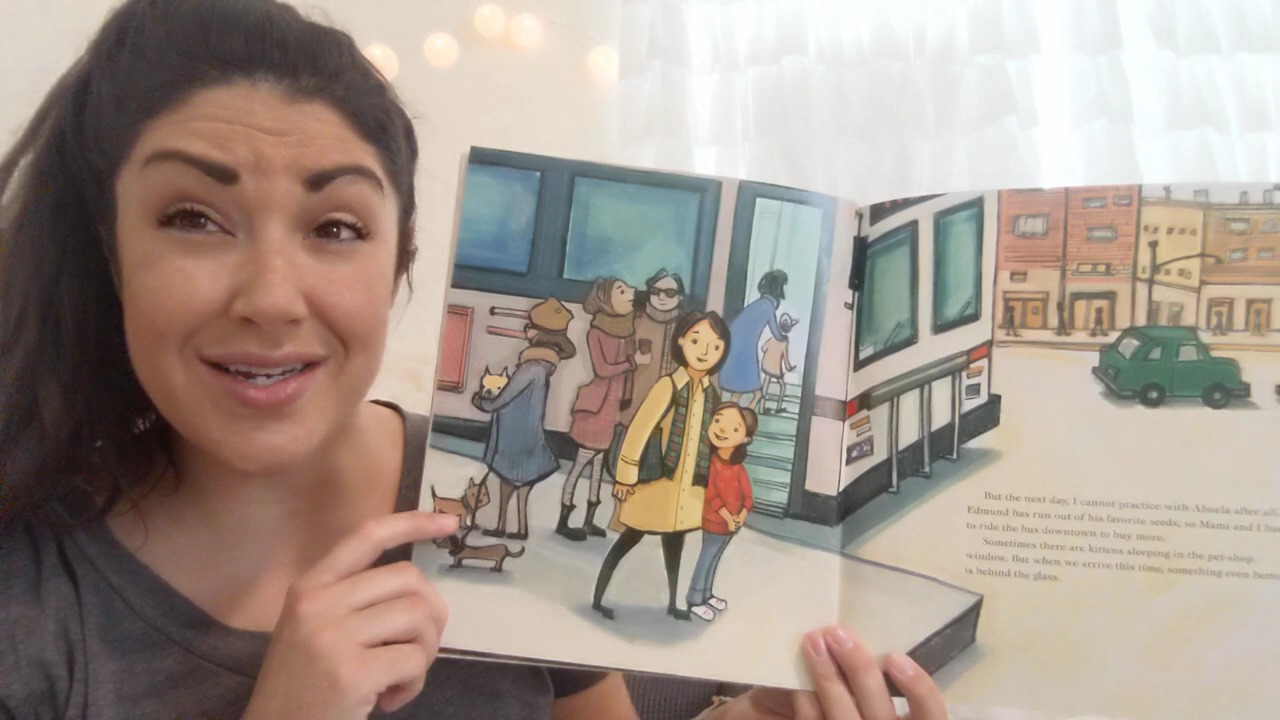 But the next day, I cannot practice with Abuela after all.
Edmund has run out of his favorite seeds, so Mami and I
to ride the bus downtown to buy more.
Sometimes there are kittens sleeping in the pet-shop
window. But when we arrive this time, something even
is behind the glass.